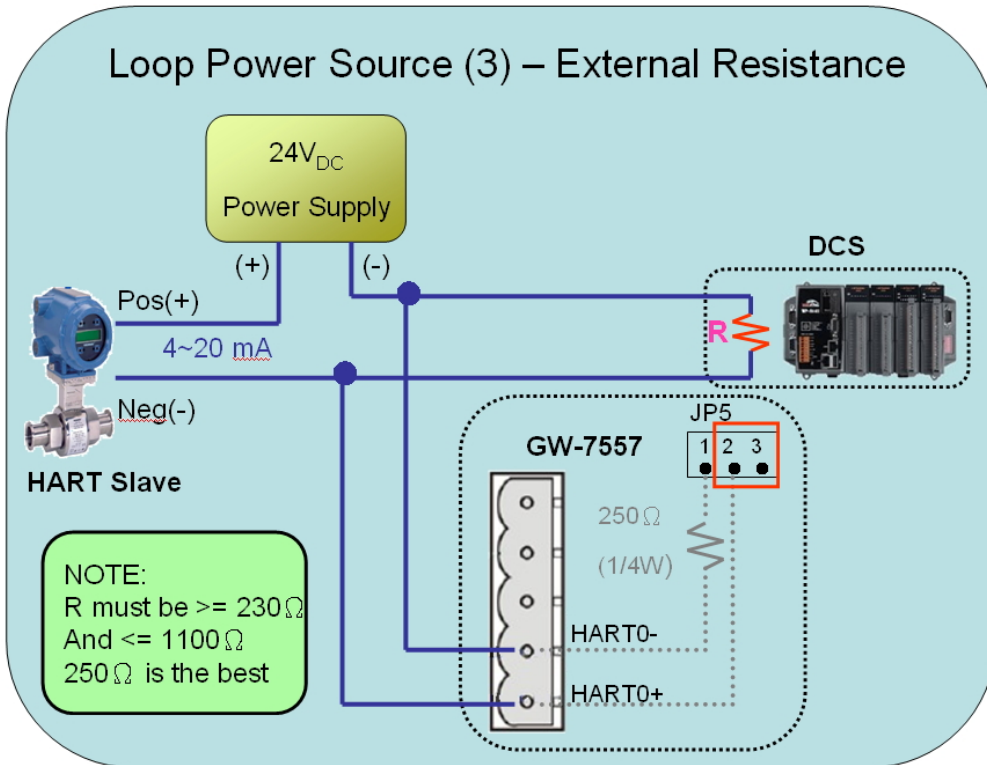 Loop Power Source (3) – External Resistance
24VDC
Power Supply
(+)
(-)
DCS
Pos(+)
4~20 mA
R
Neg(-)
HART Slave
JP5
GW-7557
1 2 3
250Ω
(1/4W)
NOTE:
R must be >= 230Ω
And <= 1100Ω
250Ω is the best
HART0-
HART0+